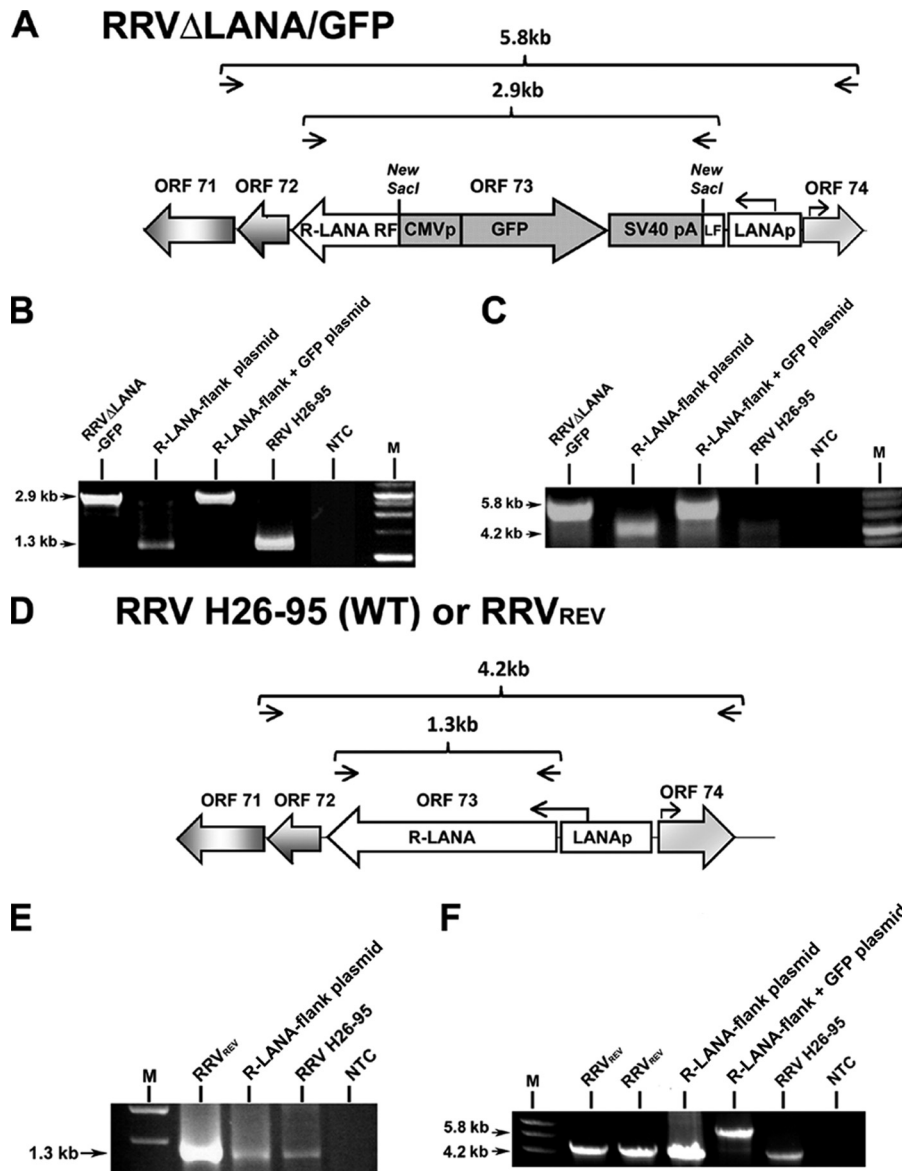 A RRVΔLANA/GFP
5.8kb
2.9kb
New SacI
New SacI
ORF 71
ORF 72
ORF 73
ORF 74
R-LANA RF
CMVp
GFP
SV40 pA
LF
LANAp
B
RRVΔLANA -GFP
R-LANA-flank plasmid
R-LANA-flank + GFP plasmid
RRV H26-95
NTC
M
2.9 kb
1.3 kb
C
RRVΔLANA -GFP
R-LANA-flank plasmid
R-LANA-flank + GFP plasmid
RRV H26-95
NTC
M
5.8 kb
4.2 kb
D RRV H26-95 (WT) or RRVREV
4.2kb
1.3kb
ORF 71
ORF 72
ORF 73
ORF 74
R-LANA
LANAp
E
M
RRVREV
R-LANA-flank plasmid
RRV H26-95
NTC
1.3 kb
F
M
RRVREV
RRVREV
R-LANA-flank plasmid
R-LANA-flank + GFP plasmid
RRV H26-95
NTC
5.8 kb
4.2 kb